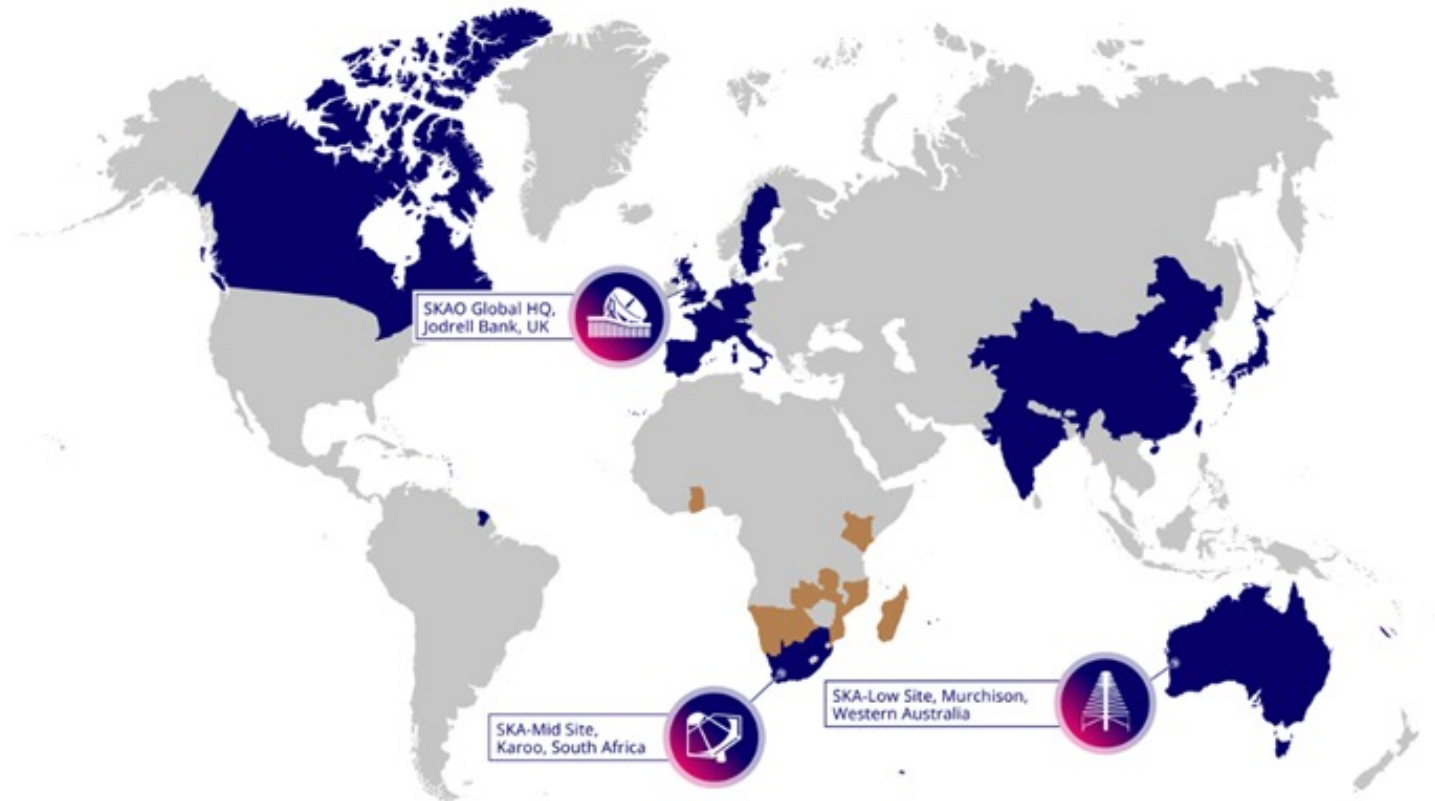 SKAO Global HQ,
Jodrell Bank, UK
SKA-Low Site, Murchison,
Western Australia
SKA-Mid Site,
Karoo, South Africa